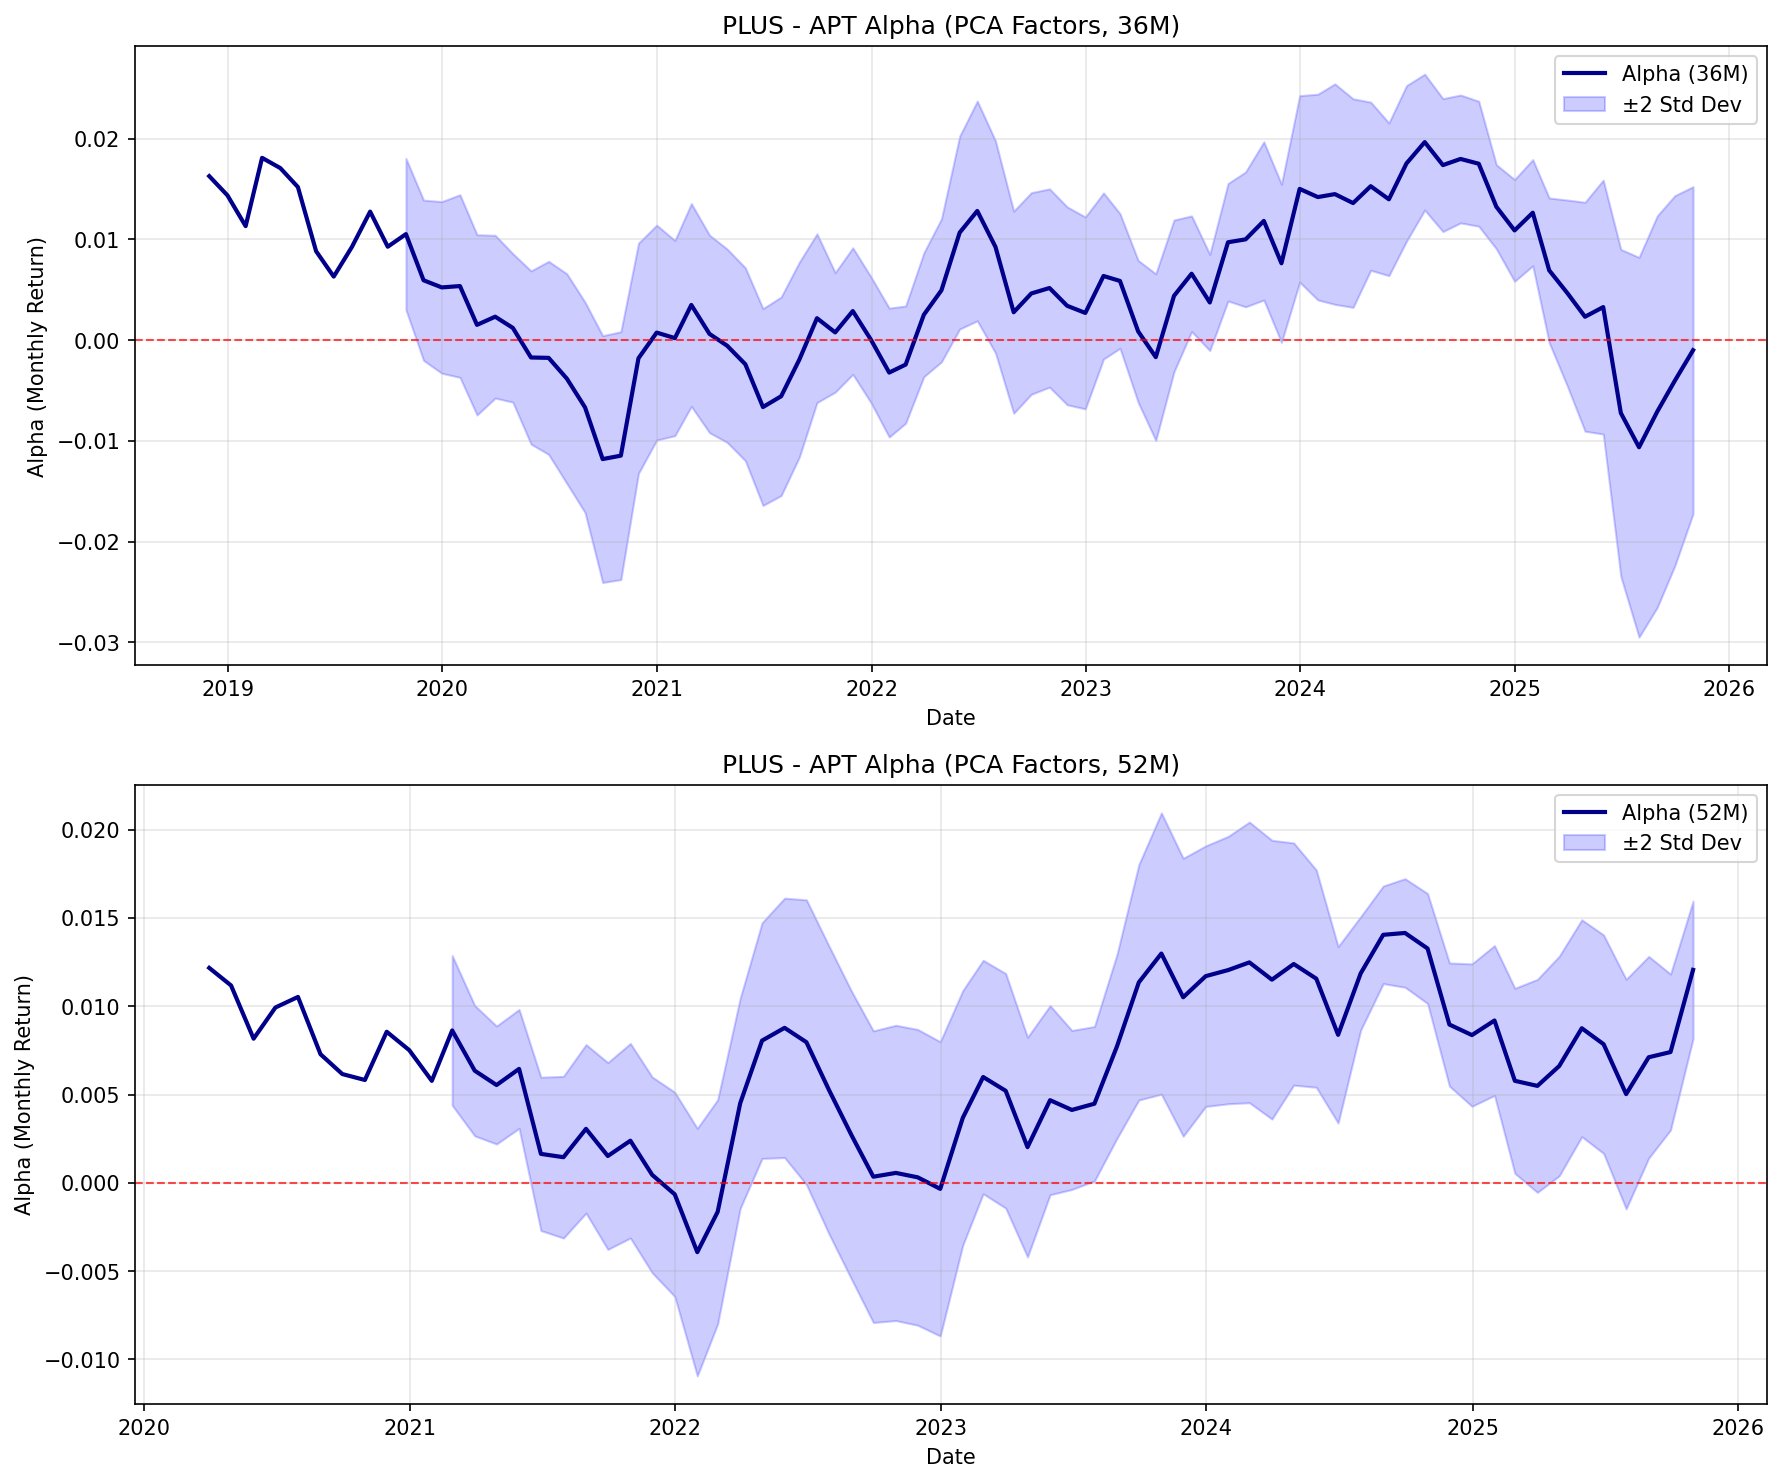 PLUS - APT Alpha (PCA Factors, 36M)
Alpha (36M)
±2 Std Dev
Alpha (Monthly Return)
0.02
0.01
0.00
−0.01
−0.02
−0.03
2019 2020 2021 2022 2023 2024 2025 2026
Date
PLUS - APT Alpha (PCA Factors, 52M)
Alpha (52M)
±2 Std Dev
Alpha (Monthly Return)
0.020
0.015
0.010
0.005
0.000
−0.005
−0.010
2020 2021 2022 2023 2024 2025 2026
Date